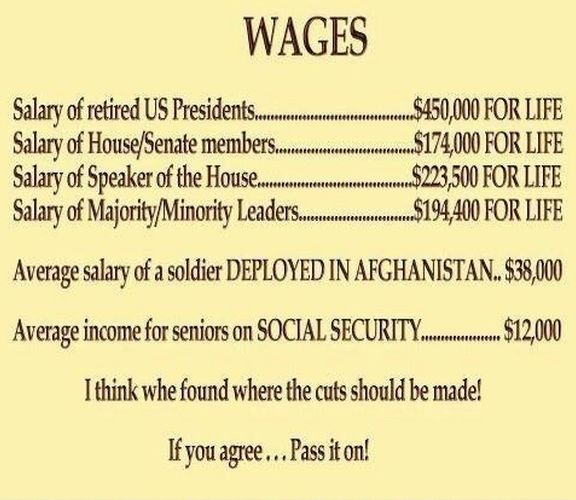 WAGES
Salary of retired US Presidents.......................................$450,000 FOR LIFE
Salary of House/Senate members..................................$174,000 FOR LIFE
Salary of Speaker of the House......................................$223,500 FOR LIFE
Salary of Majority/Minority Leaders............................$194,400 FOR LIFE
Average salary of a soldier DEPLOYED IN AFGHANISTAN.. $38,000
Average income for seniors on SOCIAL SECURITY................... $12,000
I think whe found where the cuts should be made!
If you agree . . . Pass it on!